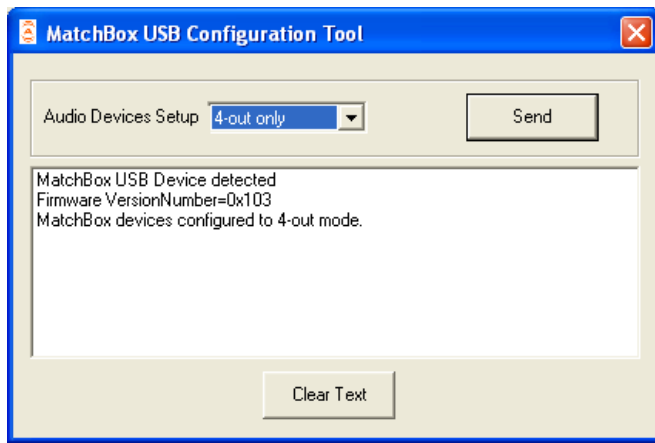 MatchBox USB Configuration Tool
Audio Devices Setup 4-out only Send
MatchBox USB Device detected
Firmware VersionNumber=0x103
MatchBox devices configured to 4-out mode.
Clear Text